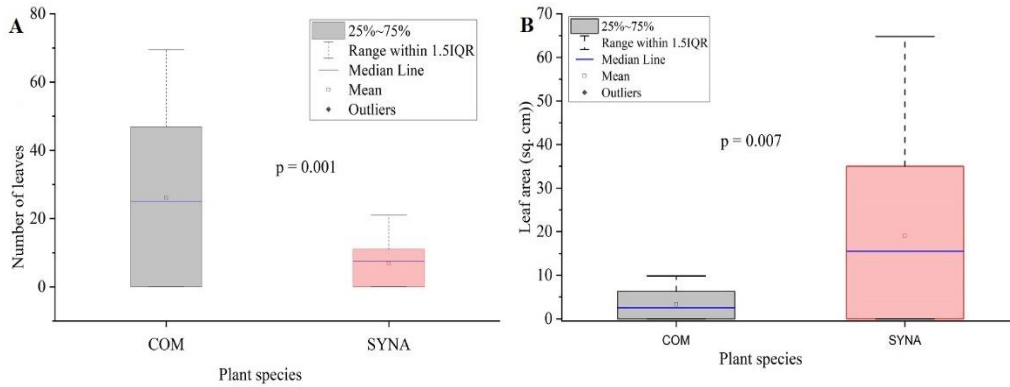 A
80
60
40
20
0
Number of leaves
25%~75%
Range within 1.5IQR
Median Line
Mean
Outliers
p = 0.001
COM
SYNA
Plant species
B
70
60
50
40
30
20
10
0
Leaf area (sq. cm))
25%~75%
Range within 1.5IQR
Median Line
Mean
Outliers
p = 0.007
COM
SYNA
Plant species